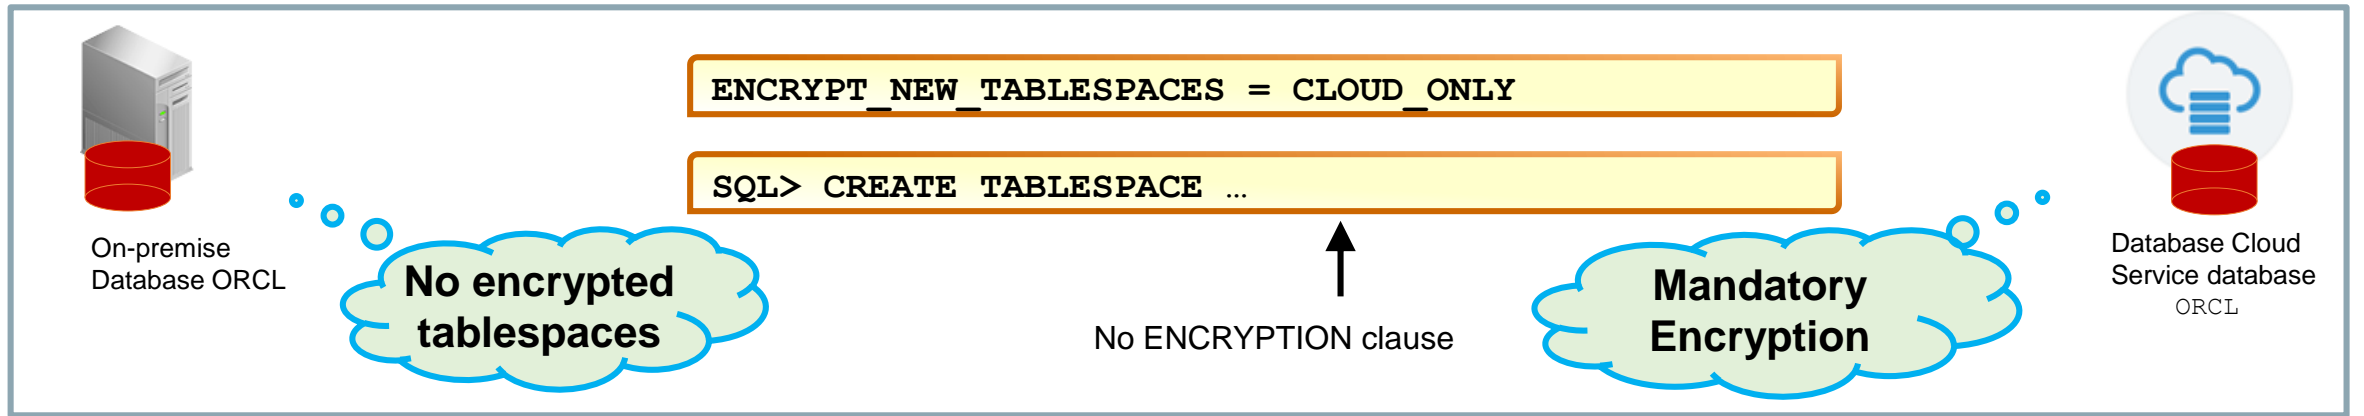 ENCRYPT_NEW_TABLESPACES = CLOUD_ONLY
SQL> CREATE TABLESPACE …
On-premise
Database ORCL
No encrypted
tablespaces
No ENCRYPTION clause
Mandatory
Encryption
Database Cloud
Service database
ORCL